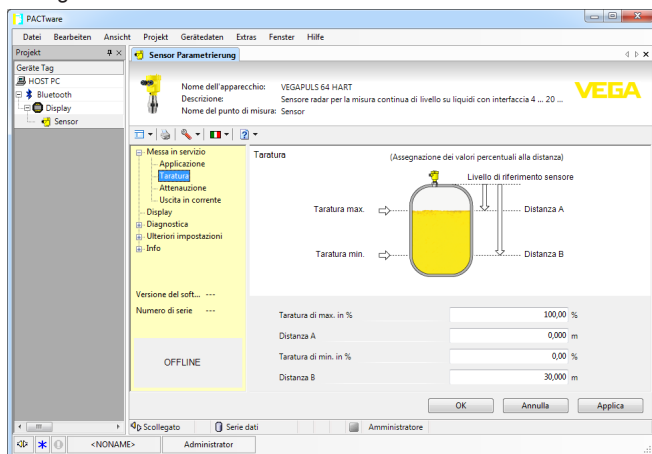 PACTware
Datei Bearbeiten Ansicht Projekt Gerätedaten Extras Fenster Hilfe
Projekt
Geräte Tag
HOST PC
Bluetooth
Display
Sensor
Sensor Parametrierung
Nome dell'apparecchio: VEGAPULS 64 HART
Descrizione: Sensore radar per la misura continua di livello su liquidi con interfaccia 4 ... 20 ...
Nome del punto di misura: Sensor
VEGA
Messa in servizio
Applicazione
Taratura
Attenuazione
Uscita in corrente
Display
Diagnostica
Ulteriori impostazioni
Info
Versione del soft... ---
Numero di serie ---
OFFLINE
Taratura
(Assegnazione dei valori percentuali alla distanza)
Livello di riferimento sensore
Taratura max.
Distanza A
Taratura min.
Distanza B
Taratura di max. in % 100,00 %
Distanza A 0,000 m
Taratura di min. in % 0,00 %
Distanza B 30,000 m
OK Annulla Applica
Scollegato Serie dati Amministratore
<NONAME> Administrator